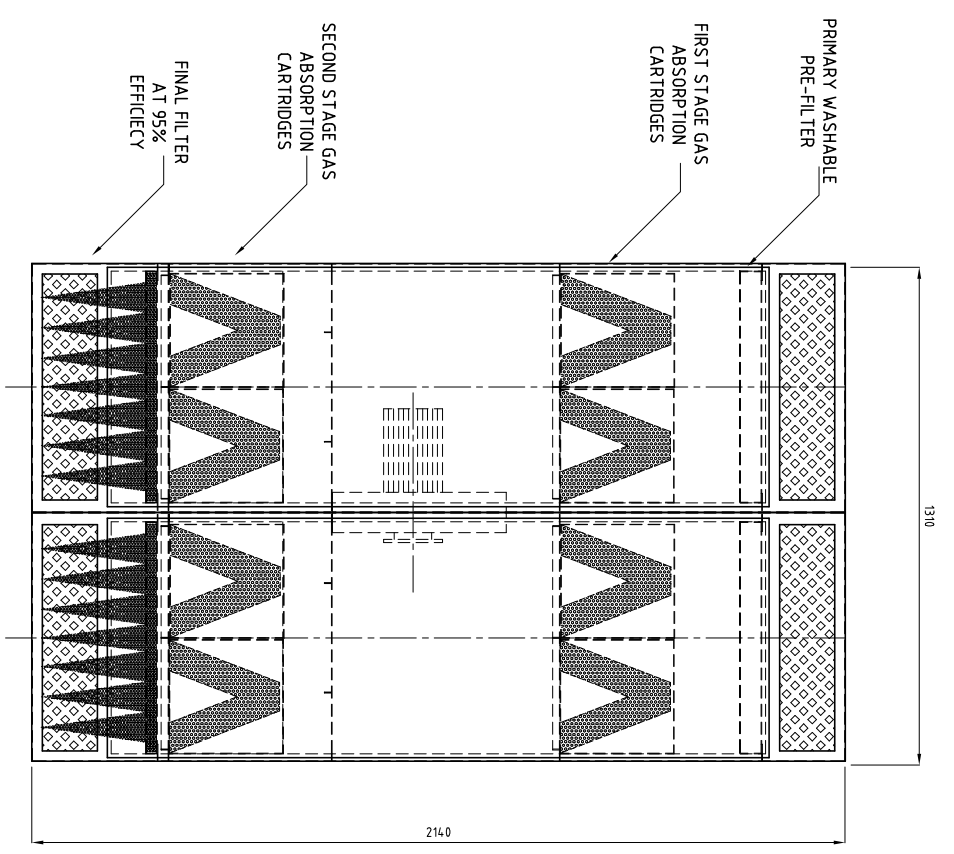 PRIMARY WASHABLE
PRE-FILTER
FIRST STAGE GAS
ABSORPTION
CARTRIDGES
SECOND STAGE GAS
ABSORPTION
CARTRIDGES
FINAL FILTER
AT 95%
EFFICIECY
1310
2140